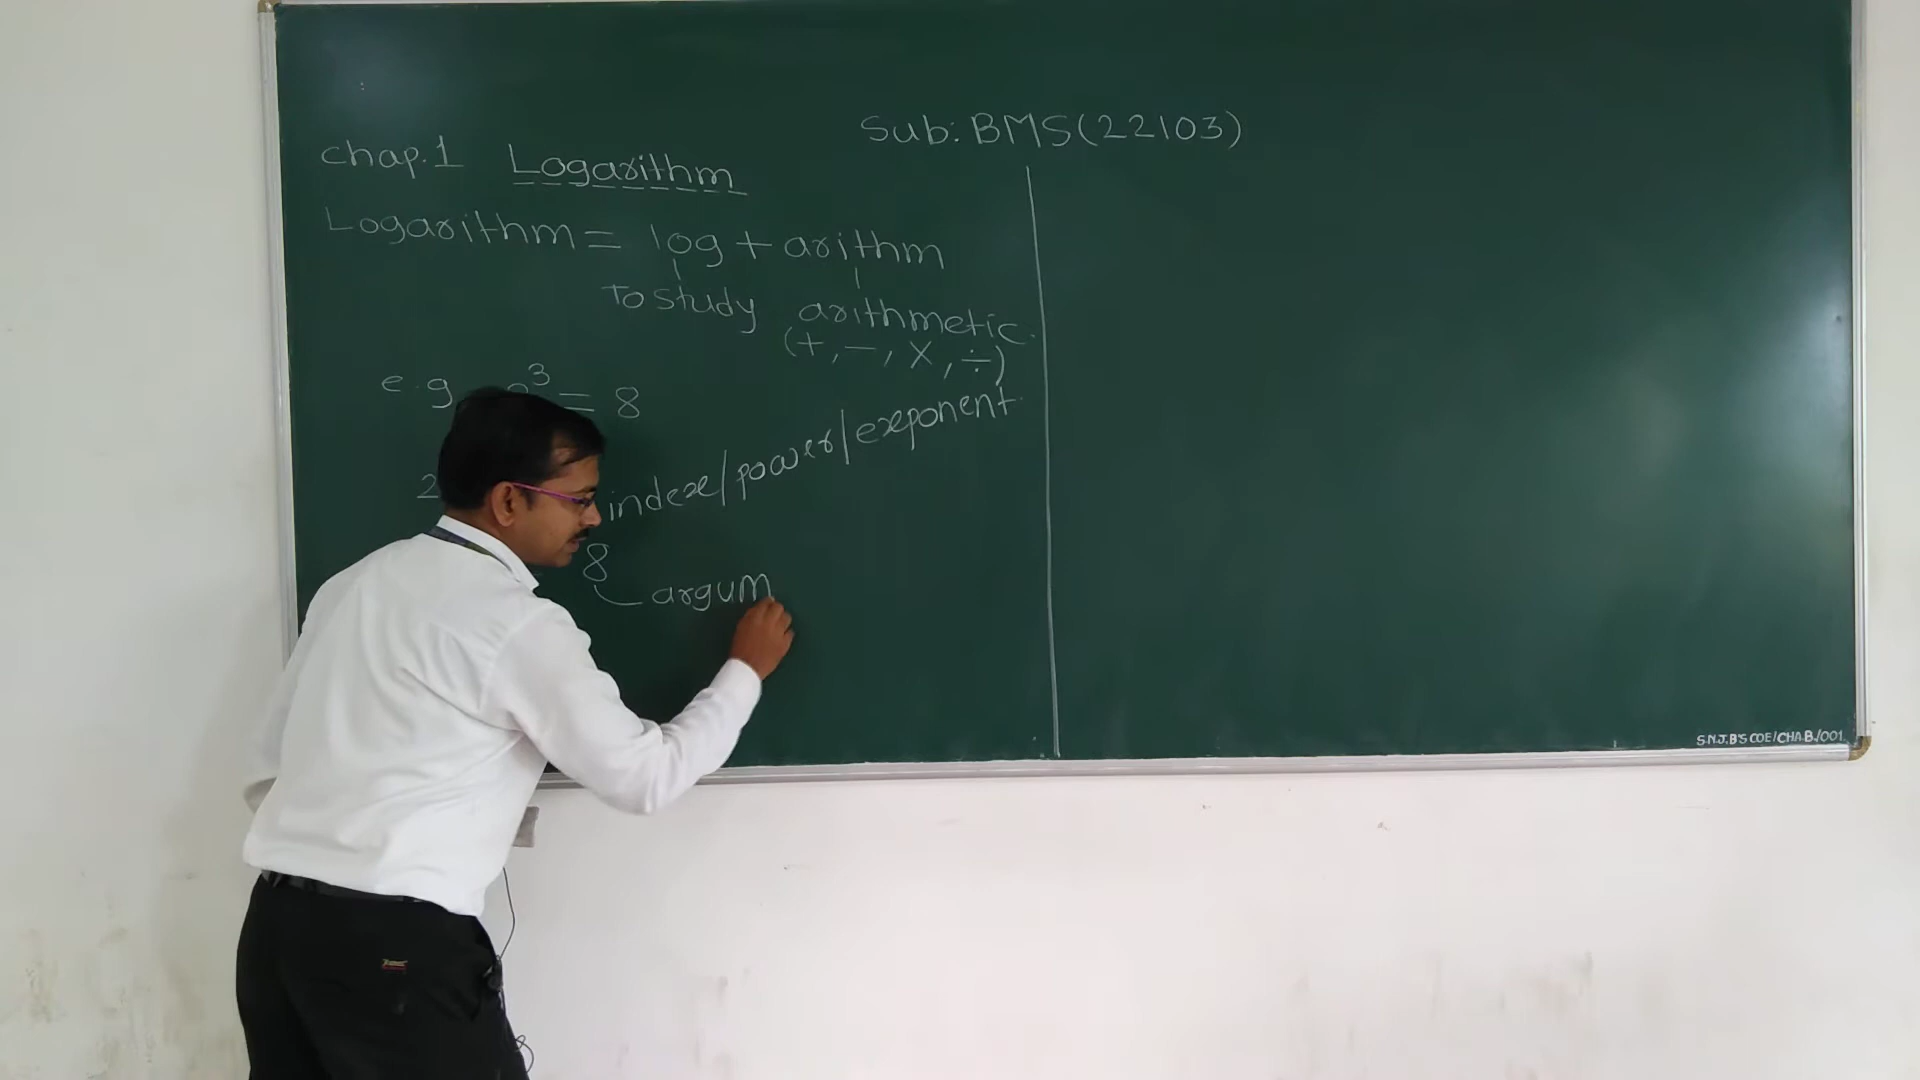 Sub: BMS(22103)
Chap.1 Logarithm
Logarithm = log + arithm
To study arithmetic.
(+, −, x, ÷)
e.g. 2³ = 8
index/power/exponent
2
8
argum
S.N.J.B'S COE/CHAB./001